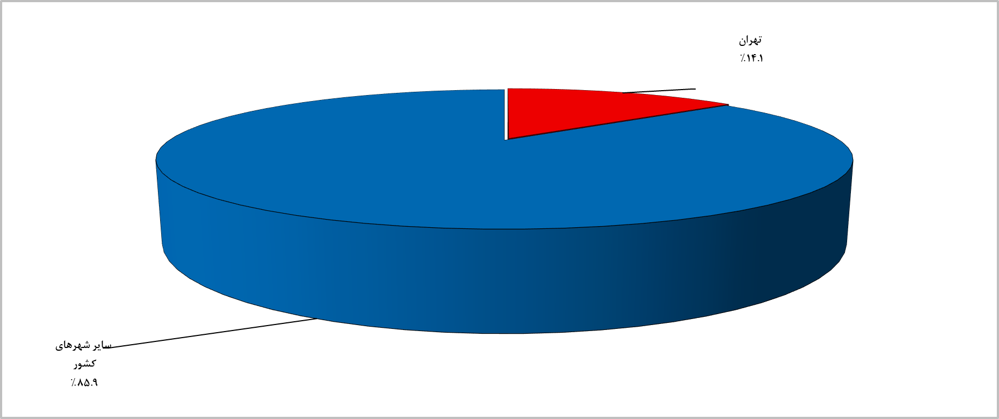 تهران
٪۱۴.۱
سایر شهرهای
کشور
٪۸۵.۹